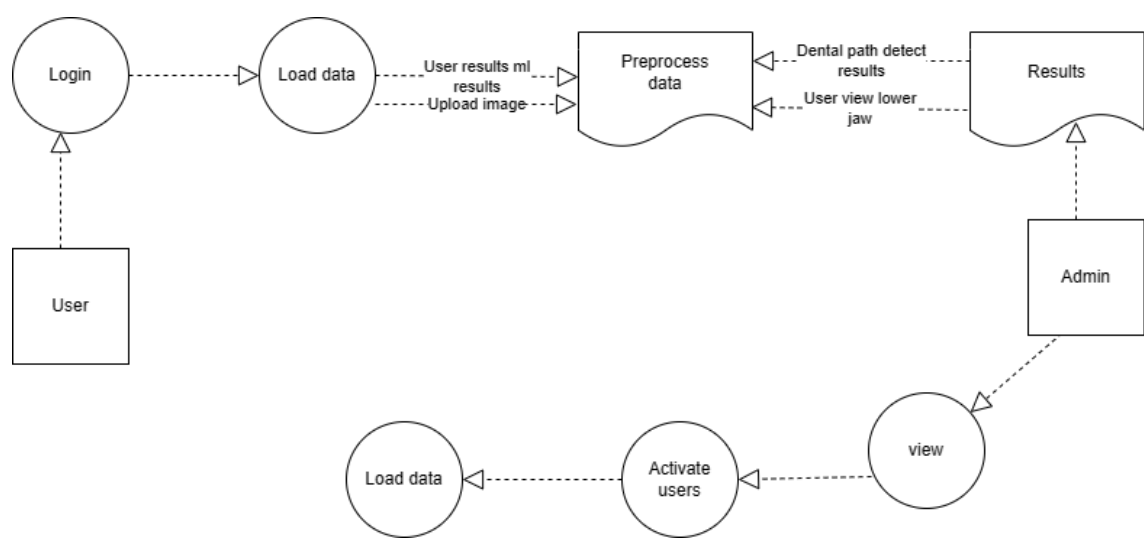 Login
Load data
User results ml
results
Upload image
Preprocess
data
Dental path detect
results
User view lower
jaw
Results
User
Admin
view
Load data
Activate
users